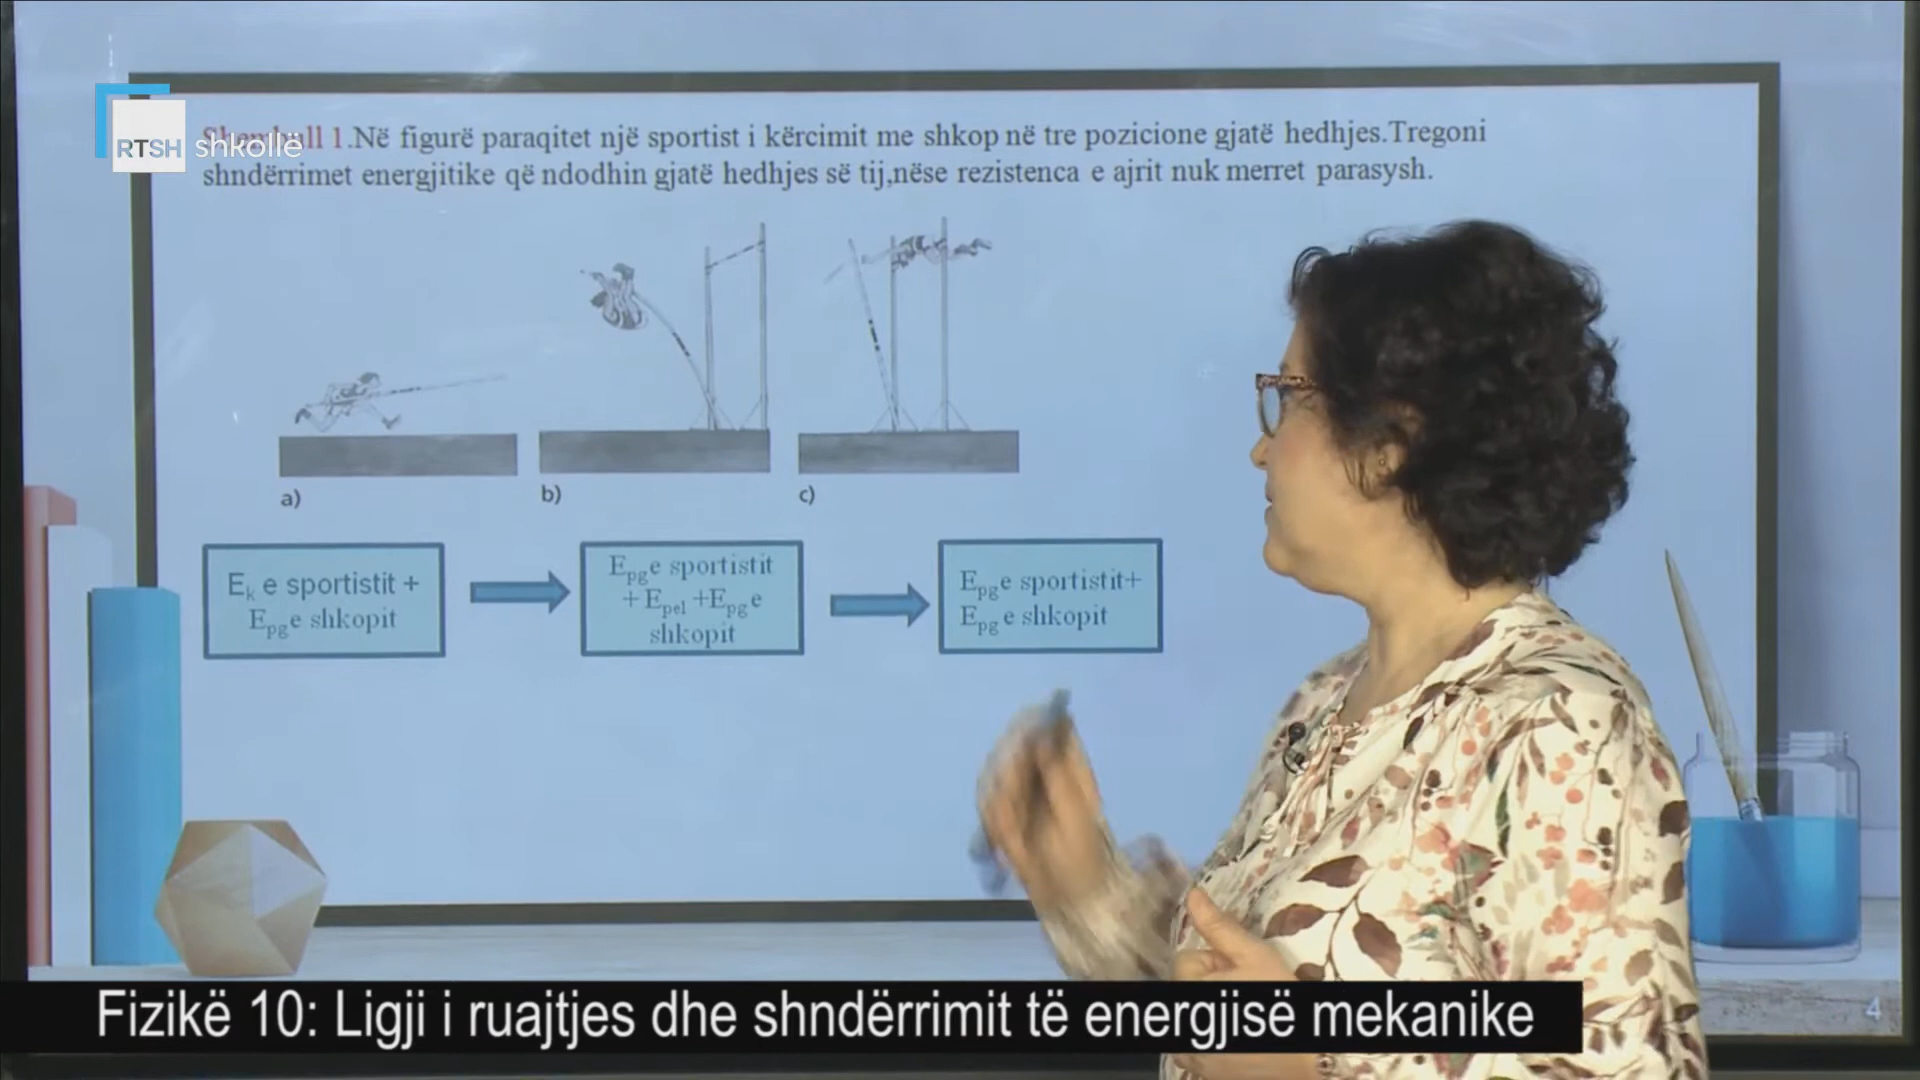 RTSH shkollë
Shembull 1.Në figurë paraqitet një sportist i kërcimit me shkop në tre pozicione gjatë hedhjes.Tregoni
shndërrimet energjitike që ndodhin gjatë hedhjes së tij,nëse rezistenca e ajrit nuk merret parasysh.
a)
b)
c)
Ek e sportistit +
Epg e shkopit
Epg e sportistit
+ Epel +Epg e
shkopit
Epg e sportistit+
Epg e shkopit
4
Fizikë 10: Ligji i ruajtjes dhe shndërrimit të energjisë mekanike